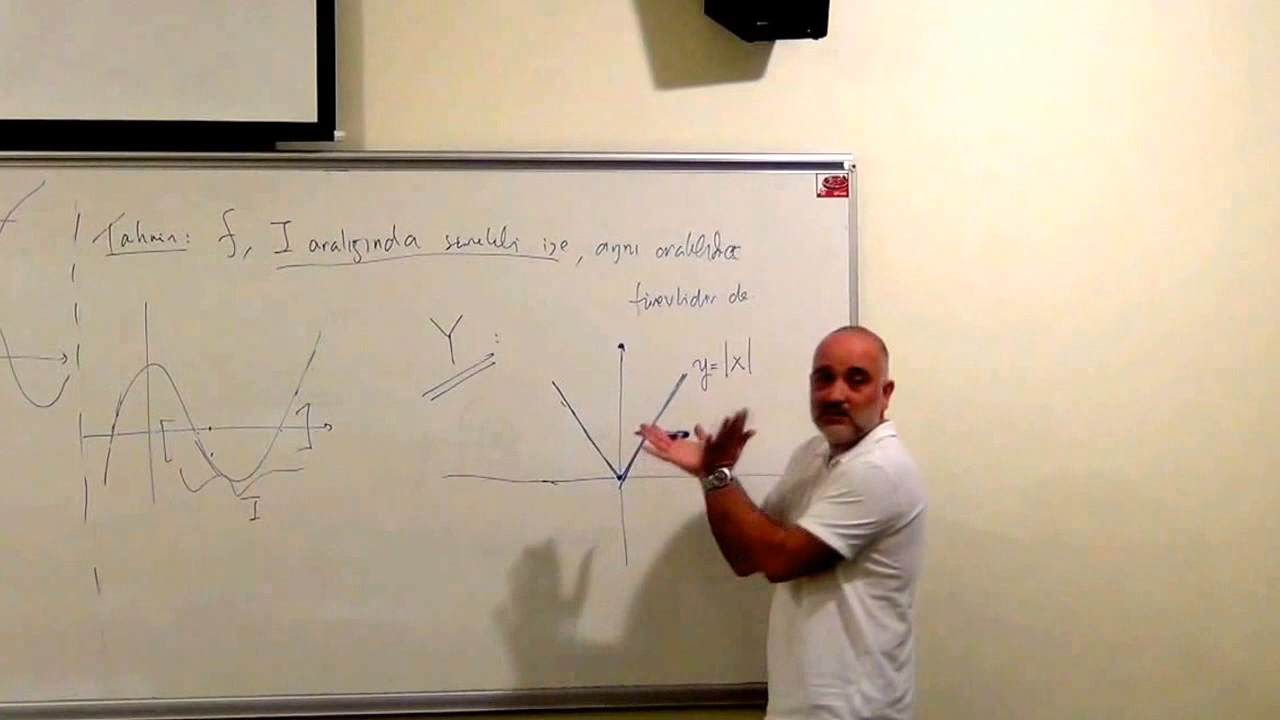 Tahmin: f, I aralığında sürekli ise, aynı aralıkta
türevlidir de
Y :
y=|x|
I